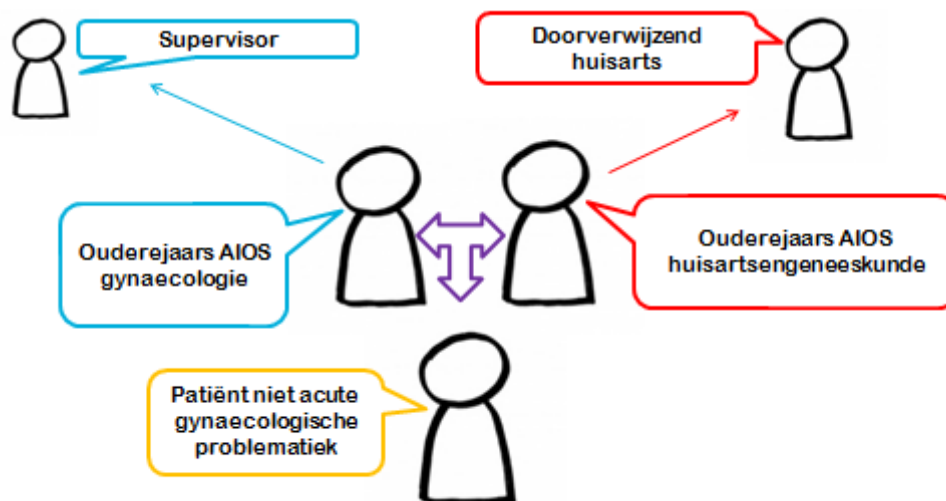 Supervisor
Doorverwijzend
huisarts
Ouderejaars AIOS
gynaecologie
Ouderejaars AIOS
huisartsengeneeskunde
Patiënt niet acute
gynaecologische
problematiek